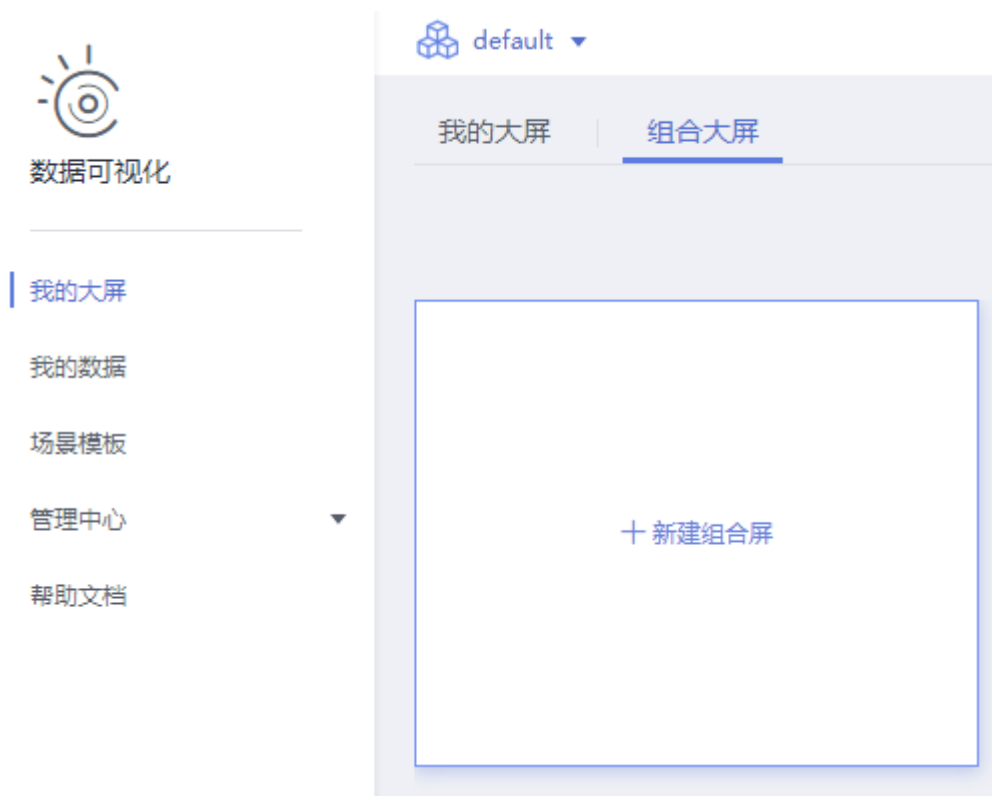 数据可视化
我的大屏
我的数据
场景模板
管理中心
帮助文档
default
我的大屏
组合大屏
新建组合屏